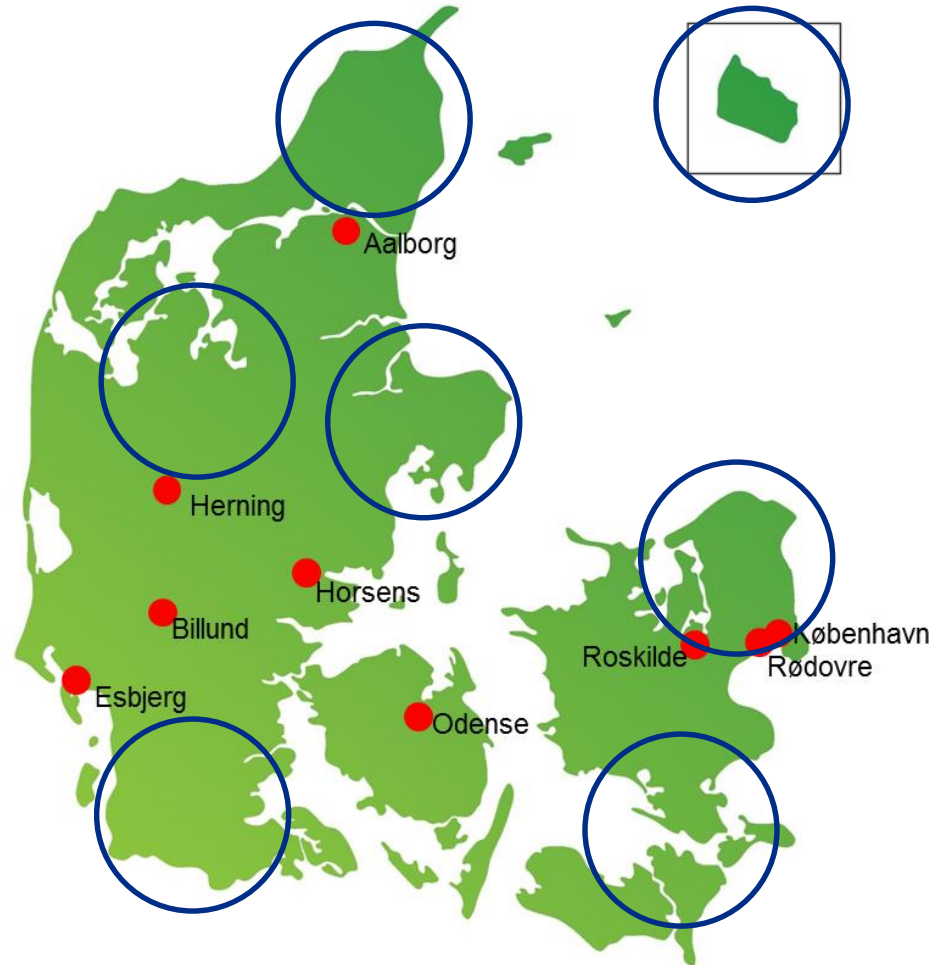 Aalborg
Herning
Horsens
Billund
København
Roskilde
Rødovre
Esbjerg
Odense